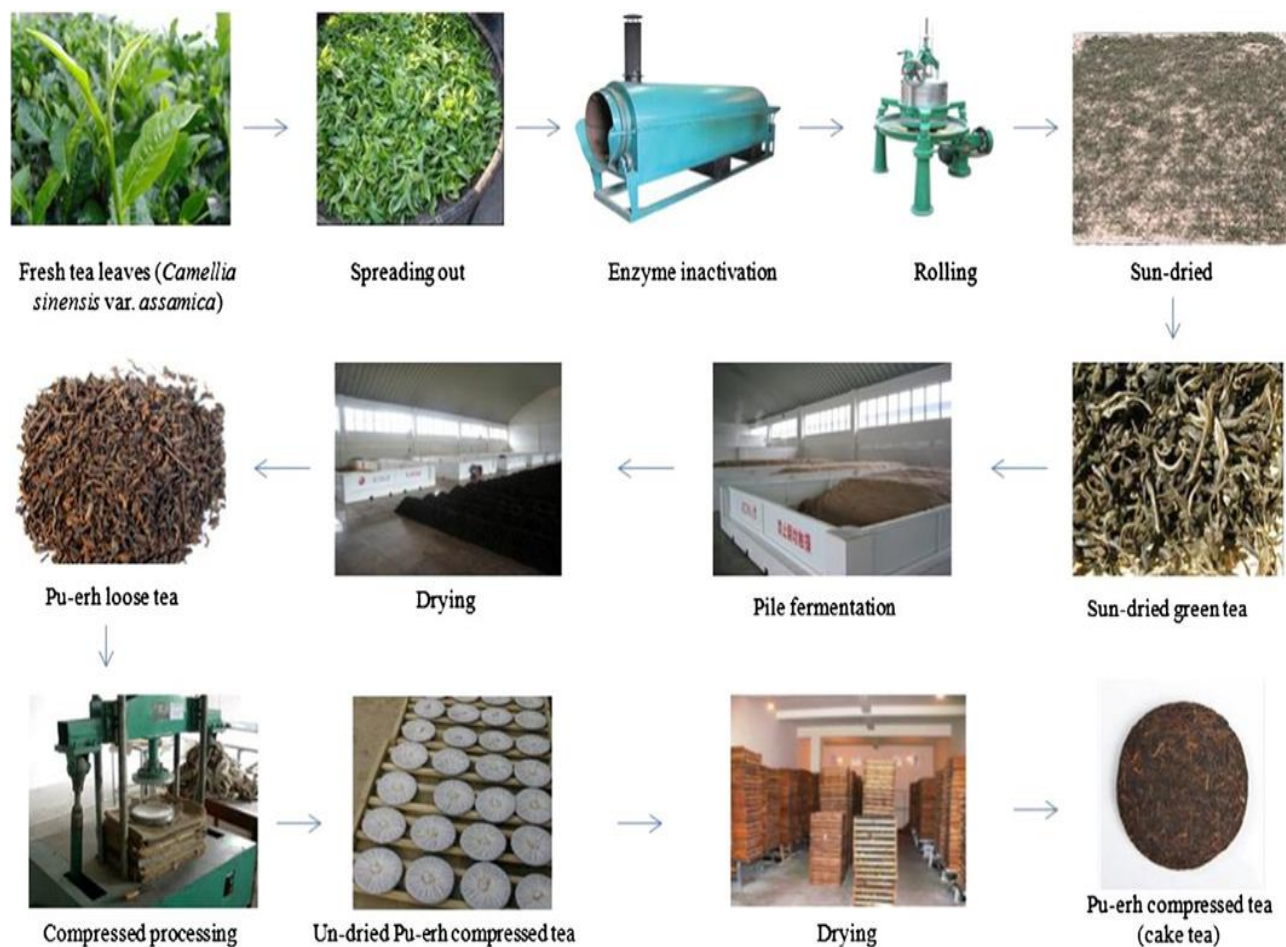 Fresh tea leaves (Camellia
sinensis var. assamica)
Spreading out
Enzyme inactivation
Rolling
Sun-dried
Sun-dried green tea
Pile fermentation
Drying
Pu-erh loose tea
Compressed processing
Un-dried Pu-erh compressed tea
Drying
Pu-erh compressed tea
(cake tea)